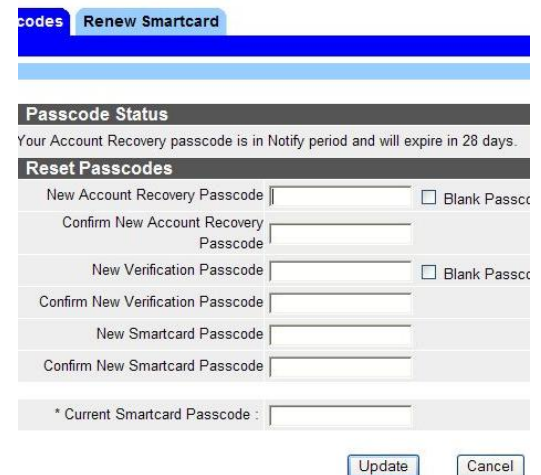 codes Renew Smartcard
Passcode Status
Your Account Recovery passcode is in Notify period and will expire in 28 days.
Reset Passcodes
New Account Recovery Passcode Blank Passco
Confirm New Account Recovery
Passcode
New Verification Passcode Blank Passco
Confirm New Verification Passcode
New Smartcard Passcode
Confirm New Smartcard Passcode
* Current Smartcard Passcode :
Update Cancel